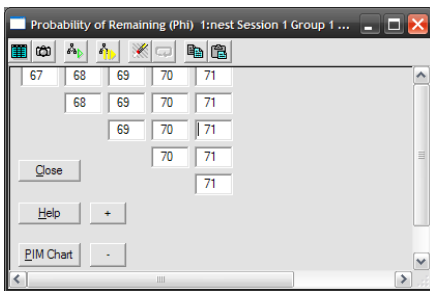 Probability of Remaining (Phi) 1:nest Session 1 Group 1 ...
67 68 69 70 71
68 69 70 71
69 70 71
70 71
Close
71
Help +
PIM Chart -